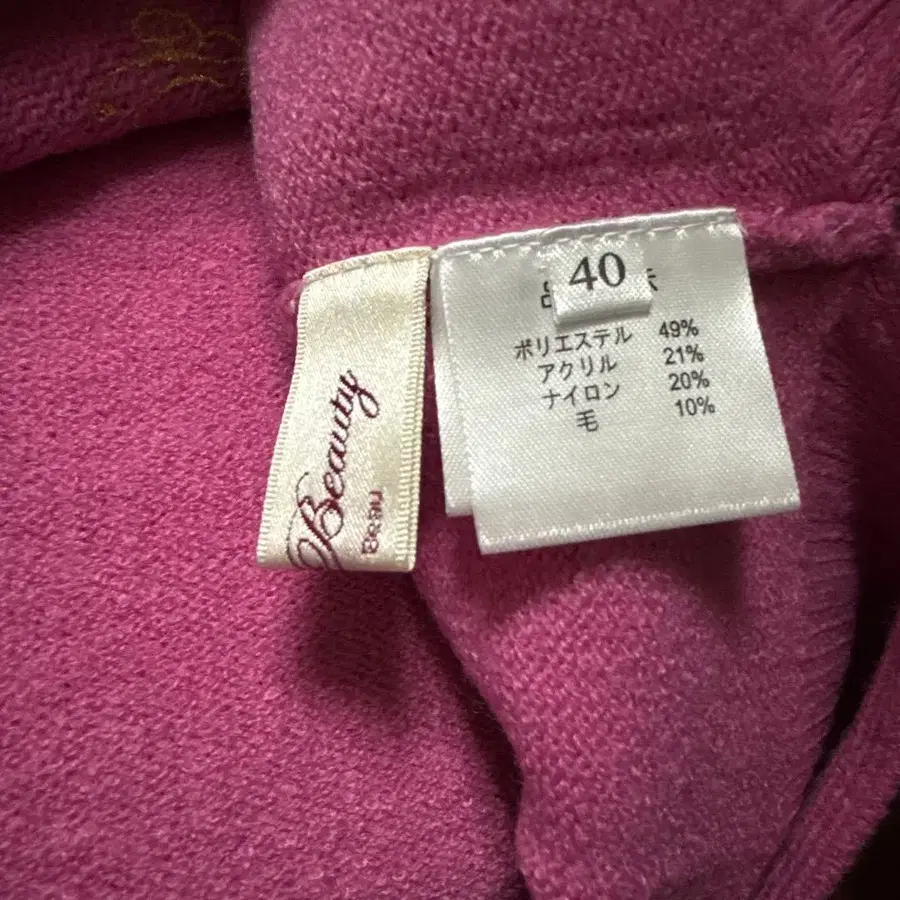 Beauty
Beau
40
ポリエステル 49%
アクリル 21%
ナイロン 20%
毛 10%